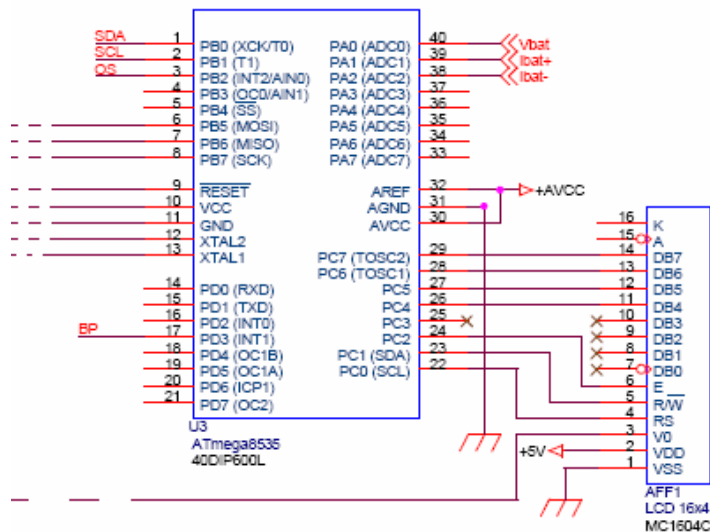 SDA 1 PB0 (XCK/T0) PA0 (ADC0) 40 Vbat
SCL 2 PB1 (T1) PA1 (ADC1) 39 Ibat+
OS 3 PB2 (INT2/AIN0) PA2 (ADC2) 38 Ibat-
4 PB3 (OC0/AIN1) PA3 (ADC3) 37
5 PB4 (SS) PA4 (ADC4) 36
6 PB5 (MOSI) PA5 (ADC5) 35
7 PB6 (MISO) PA6 (ADC6) 34
8 PB7 (SCK) PA7 (ADC7) 33
9 RESET AREF 32 +AVCC
10 VCC AGND 31
11 GND AVCC 30
12 XTAL2
13 XTAL1 PC7 (TOSC2) 29
PC6 (TOSC1) 28
14 PD0 (RXD) PC5 27
15 PD1 (TXD) PC4 26
16 PD2 (INT0) PC3 25
BP 17 PD3 (INT1) PC2 24
18 PD4 (OC1B) PC1 (SDA) 23
19 PD5 (OC1A) PC0 (SCL) 22
20 PD6 (ICP1)
21 PD7 (OC2)
U3
ATmega8535
40DIP600L
16 K
15 A
14 DB7
13 DB6
12 DB5
11 DB4
10 DB3
9 DB2
8 DB1
7 DB0
6 E
5 R/W
4 RS
3 V0
+5V 2 VDD
1 VSS
AFF1
LCD 16x4
MC1604C